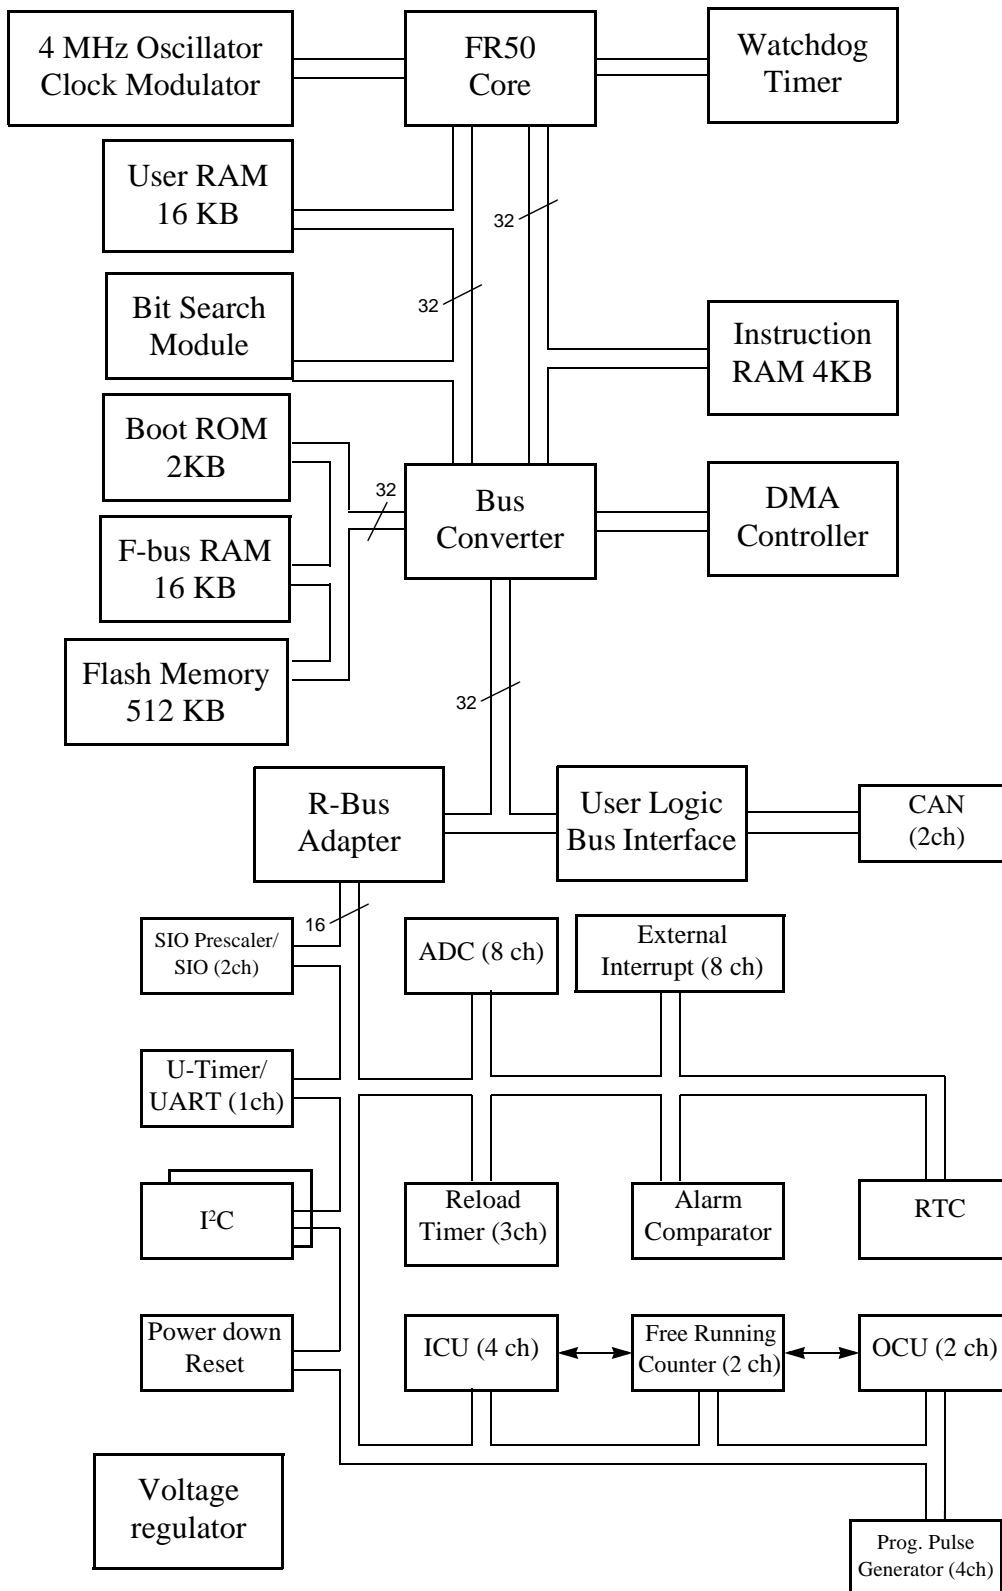 4 MHz Oscillator
Clock Modulator
FR50
Core
Watchdog
Timer
User RAM
16 KB
32
32
Bit Search
Module
Instruction
RAM 4KB
Boot ROM
2KB
32
Bus
Converter
DMA
Controller
F-bus RAM
16 KB
Flash Memory
512 KB
32
R-Bus
Adapter
User Logic
Bus Interface
CAN
(2ch)
16
SIO Prescaler/
SIO (2ch)
ADC (8 ch)
External
Interrupt (8 ch)
U-Timer/
UART (1ch)
I²C
Reload
Timer (3ch)
Alarm
Comparator
RTC
Power down
Reset
ICU (4 ch)
Free Running
Counter (2 ch)
OCU (2 ch)
Voltage
regulator
Prog. Pulse
Generator (4ch)